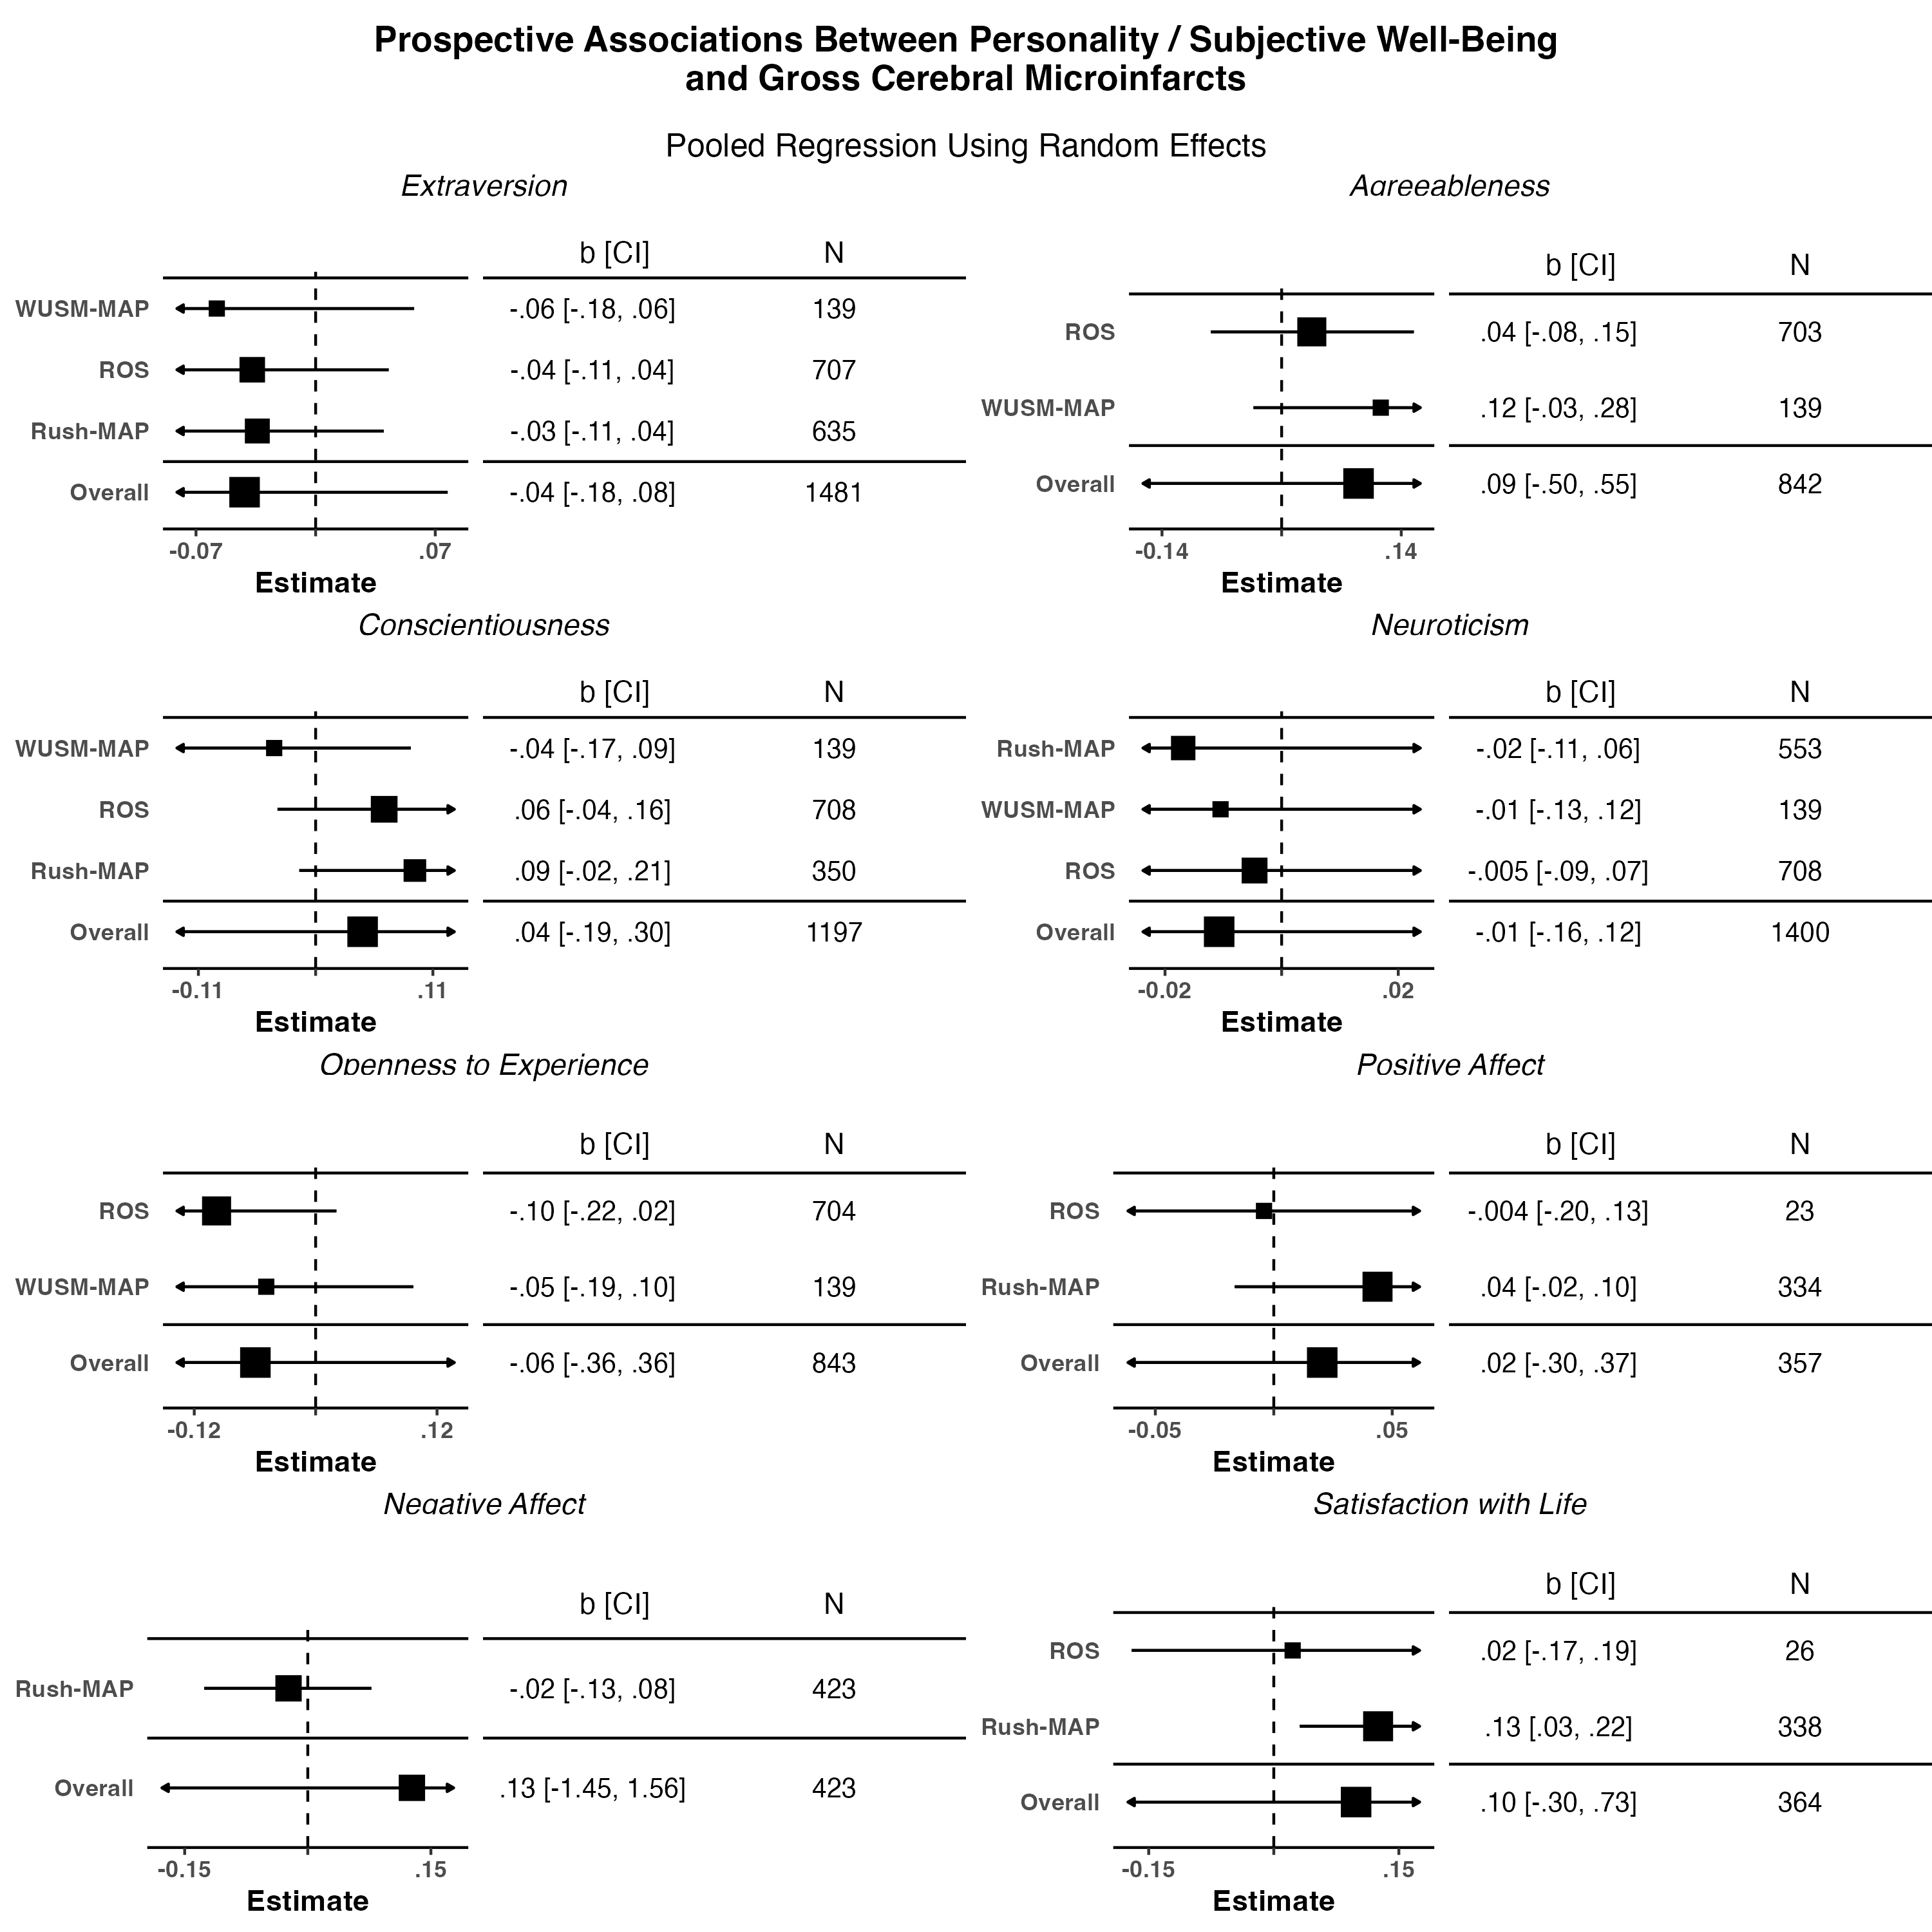 Prospective Associations Between Personality / Subjective Well-Being
and Gross Cerebral Microinfarcts
Pooled Regression Using Random Effects
Extraversion
b [CI] N
WUSM-MAP -.06 [-.18, .06] 139
ROS -.04 [-.11, .04] 707
Rush-MAP -.03 [-.11, .04] 635
Overall -.04 [-.18, .08] 1481
-0.07 .07
Estimate
Agreeableness
b [CI] N
ROS .04 [-.08, .15] 703
WUSM-MAP .12 [-.03, .28] 139
Overall .09 [-.50, .55] 842
-0.14 .14
Estimate
Conscientiousness
b [CI] N
WUSM-MAP -.04 [-.17, .09] 139
ROS .06 [-.04, .16] 708
Rush-MAP .09 [-.02, .21] 350
Overall .04 [-.19, .30] 1197
-0.11 .11
Estimate
Neuroticism
b [CI] N
Rush-MAP -.02 [-.11, .06] 553
WUSM-MAP -.01 [-.13, .12] 139
ROS -.005 [-.09, .07] 708
Overall -.01 [-.16, .12] 1400
-0.02 .02
Estimate
Openness to Experience
b [CI] N
ROS -.10 [-.22, .02] 704
WUSM-MAP -.05 [-.19, .10] 139
Overall -.06 [-.36, .36] 843
-0.12 .12
Estimate
Positive Affect
b [CI] N
ROS -.004 [-.20, .13] 23
Rush-MAP .04 [-.02, .10] 334
Overall .02 [-.30, .37] 357
-0.05 .05
Estimate
Negative Affect
b [CI] N
Rush-MAP -.02 [-.13, .08] 423
Overall .13 [-1.45, 1.56] 423
-0.15 .15
Estimate
Satisfaction with Life
b [CI] N
ROS .02 [-.17, .19] 26
Rush-MAP .13 [.03, .22] 338
Overall .10 [-.30, .73] 364
-0.15 .15
Estimate